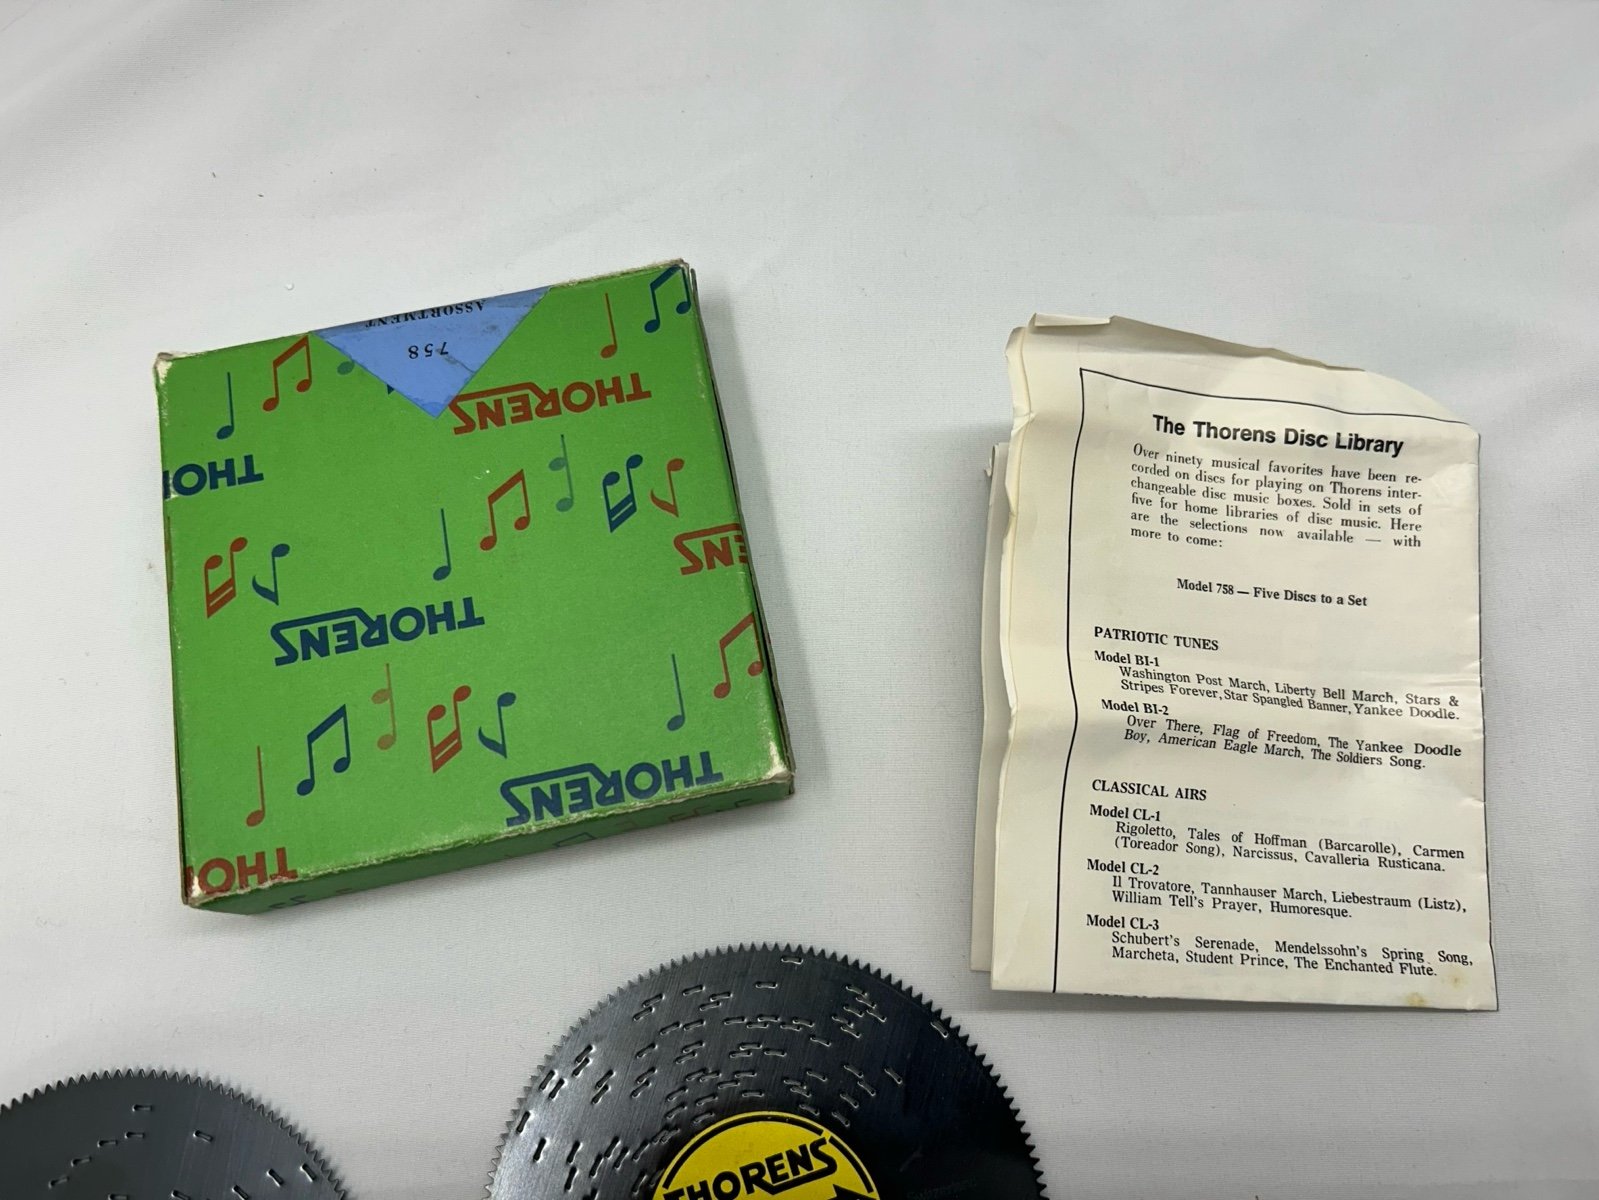 ASSORTMENT
758
THORENS
THO
ENS
THORENS
THORENS
THO
The Thorens Disc Library
Over ninety musical favorites have been re-
corded on discs for playing on Thorens inter-
changeable disc music boxes. Sold in sets of
five for home libraries of disc music. Here
are the selections now available — with
more to come:
Model 758 — Five Discs to a Set
PATRIOTIC TUNES
Model BI-1
Washington Post March, Liberty Bell March, Stars &
Stripes Forever, Star Spangled Banner, Yankee Doodle.
Model BI-2
Over There, Flag of Freedom, The Yankee Doodle
Boy, American Eagle March, The Soldiers Song.
CLASSICAL AIRS
Model CL-1
Rigoletto, Tales of Hoffman (Barcarolle), Carmen
(Toreador Song), Narcissus, Cavalleria Rusticana.
Model CL-2
Il Trovatore, Tannhauser March, Liebestraum (Listz),
William Tell's Prayer, Humoresque.
Model CL-3
Schubert's Serenade, Mendelssohn's Spring Song,
Marcheta, Student Prince, The Enchanted Flute.
THORENS